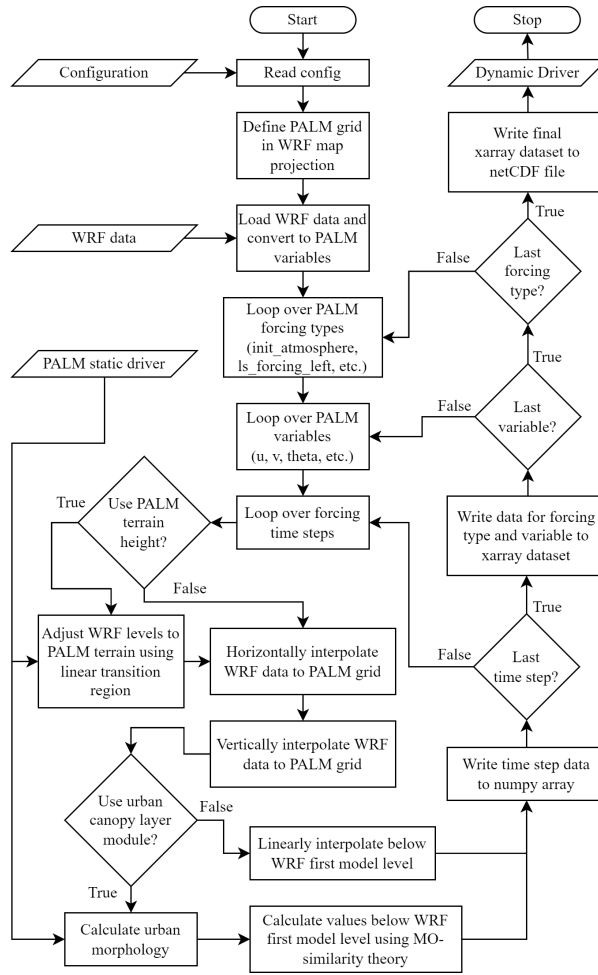 Start
Stop
Configuration
Read config
Dynamic Driver
Define PALM grid
in WRF map
projection
Write final
xarray dataset to
netCDF file
WRF data
Load WRF data and
convert to PALM
variables
True
False
Last
forcing
type?
Loop over PALM
forcing types
(init_atmosphere,
ls_forcing_left, etc.)
PALM static driver
True
False
Last
variable?
Loop over PALM
variables
(u, v, theta, etc.)
True
Use PALM
terrain
height?
Loop over forcing
time steps
Write data for forcing
type and variable to
xarray dataset
False
True
Adjust WRF levels to
PALM terrain using
linear transition
region
Horizontally interpolate
WRF data to PALM grid
False
Last
time step?
Vertically interpolate WRF
data to PALM grid
Write time step data
to numpy array
Use urban
canopy layer
module?
False
Linearly interpolate below
WRF first model level
True
Calculate urban
morphology
Calculate values below WRF
first model level using MO-
similarity theory